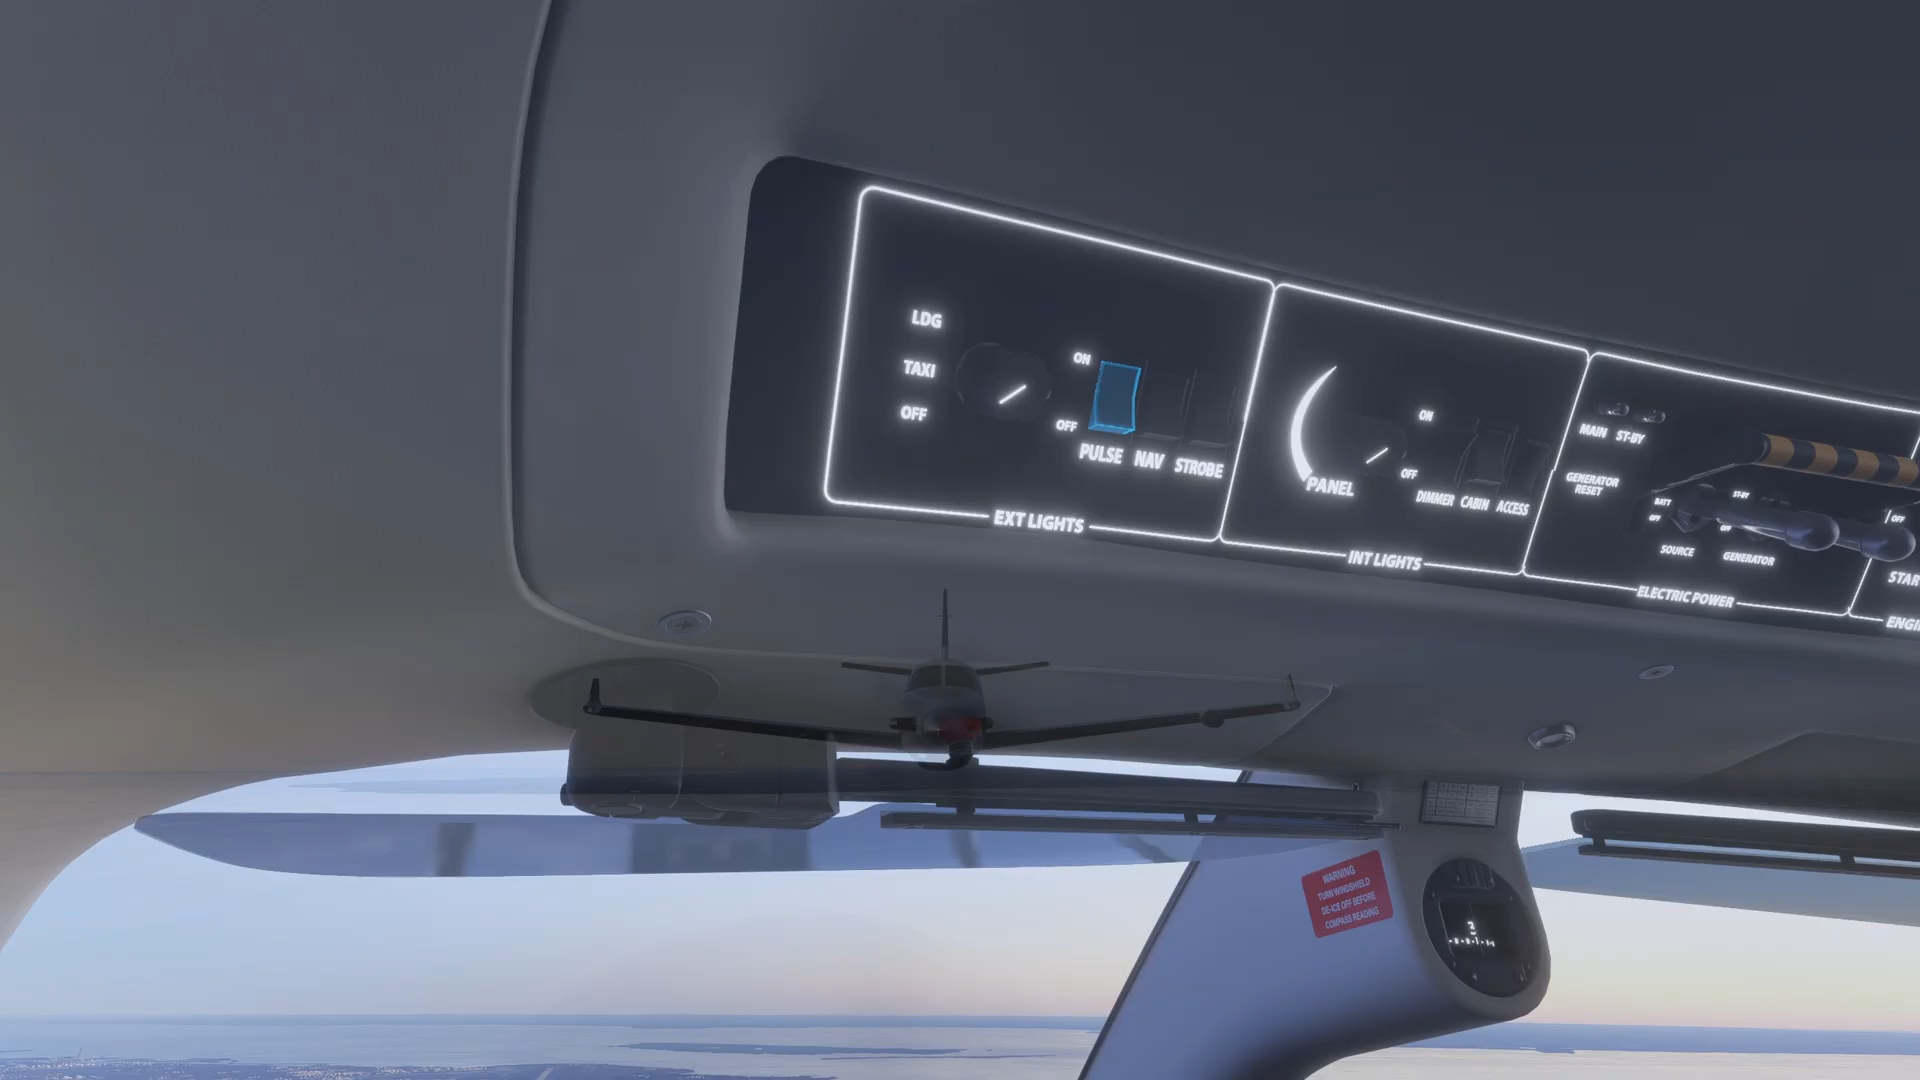 LDG
TAXI
OFF
ON
OFF
PULSE NAV STROBE
EXT LIGHTS
PANEL
ON
OFF
DIMMER CABIN ACCESS
INT LIGHTS
MAIN ST-BY
GENERATOR
RESET
BATT
OFF
SOURCE
ST-BY
OFF
GENERATOR
ELECTRIC POWER
OFF
WARNING
TURN WINDSHIELD
DE-ICE OFF BEFORE
COMPASS READING